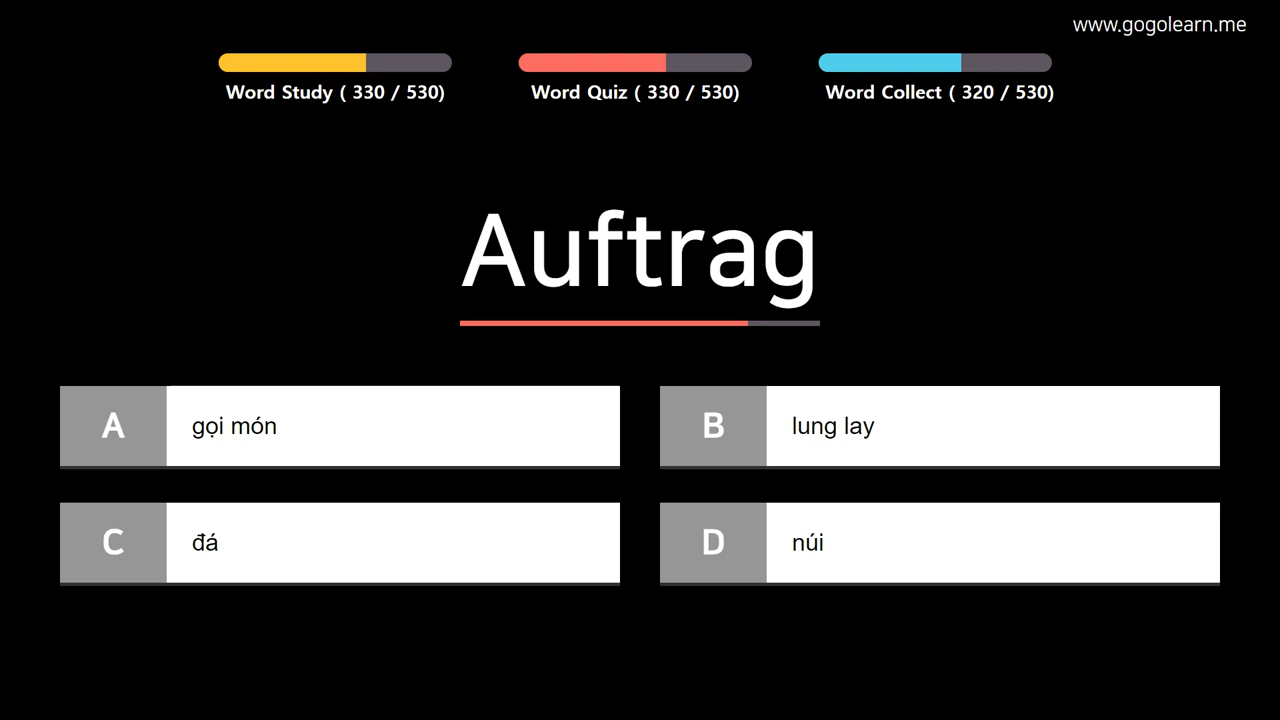 www.gogolearn.me
Word Study ( 330 / 530)
Word Quiz ( 330 / 530)
Word Collect ( 320 / 530)
Auftrag
A
gọi món
B
lung lay
C
đá
D
núi